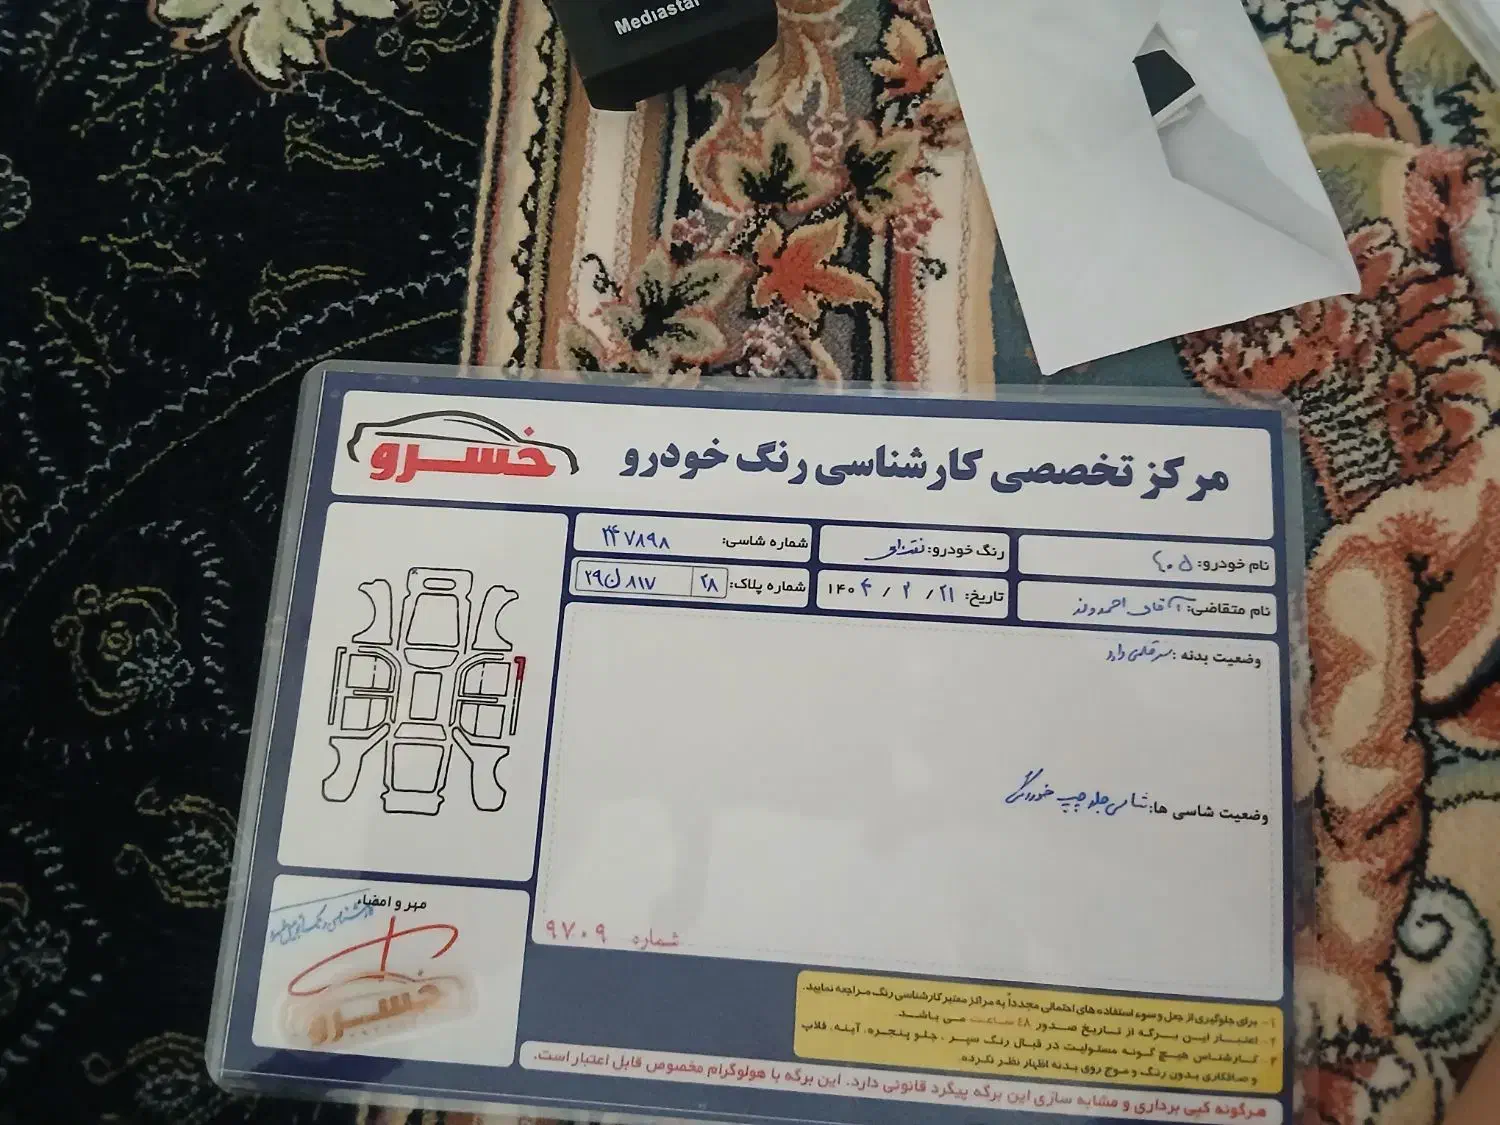 Mediastar
خسرو
مرکز تخصصی کارشناسی رنگ خودرو
نام خودرو: ۴۰۵
رنگ خودرو: نقره‌ای
شماره شاسی: ۲۴۷۸۹۸
نام متقاضی: آقای احمدوند
تاریخ: ۱۴۰۴ / ۲ / ۲۱
شماره پلاک: ۲۸ ۸۱۷ ن ۲۹
وضعیت بدنه: سرقلمی دارد
وضعیت شاسی ها: شاسی جلو چپ خوردگی
شماره ۹۷۰۹
مهر و امضاء
خسرو
۱- برای جلوگیری از جعل و سوء استفاده های احتمالی مجدداً به مراکز معتبر کارشناسی رنگ مراجعه نمایید.
۲- اعتبار این برگه از تاریخ صدور ۴۸ ساعت می باشد.
۳- کارشناس هیچ گونه مسئولیت در قبال رنگ سپر ، جلو پنجره، آینه، فلاپ
و صافکاری بدون رنگ و موج روی بدنه اظهار نظر نکرده.
هرگونه کپی برداری و مشابه سازی این برگه پیگرد قانونی دارد. این برگه با هولوگرام مخصوص قابل اعتبار است.